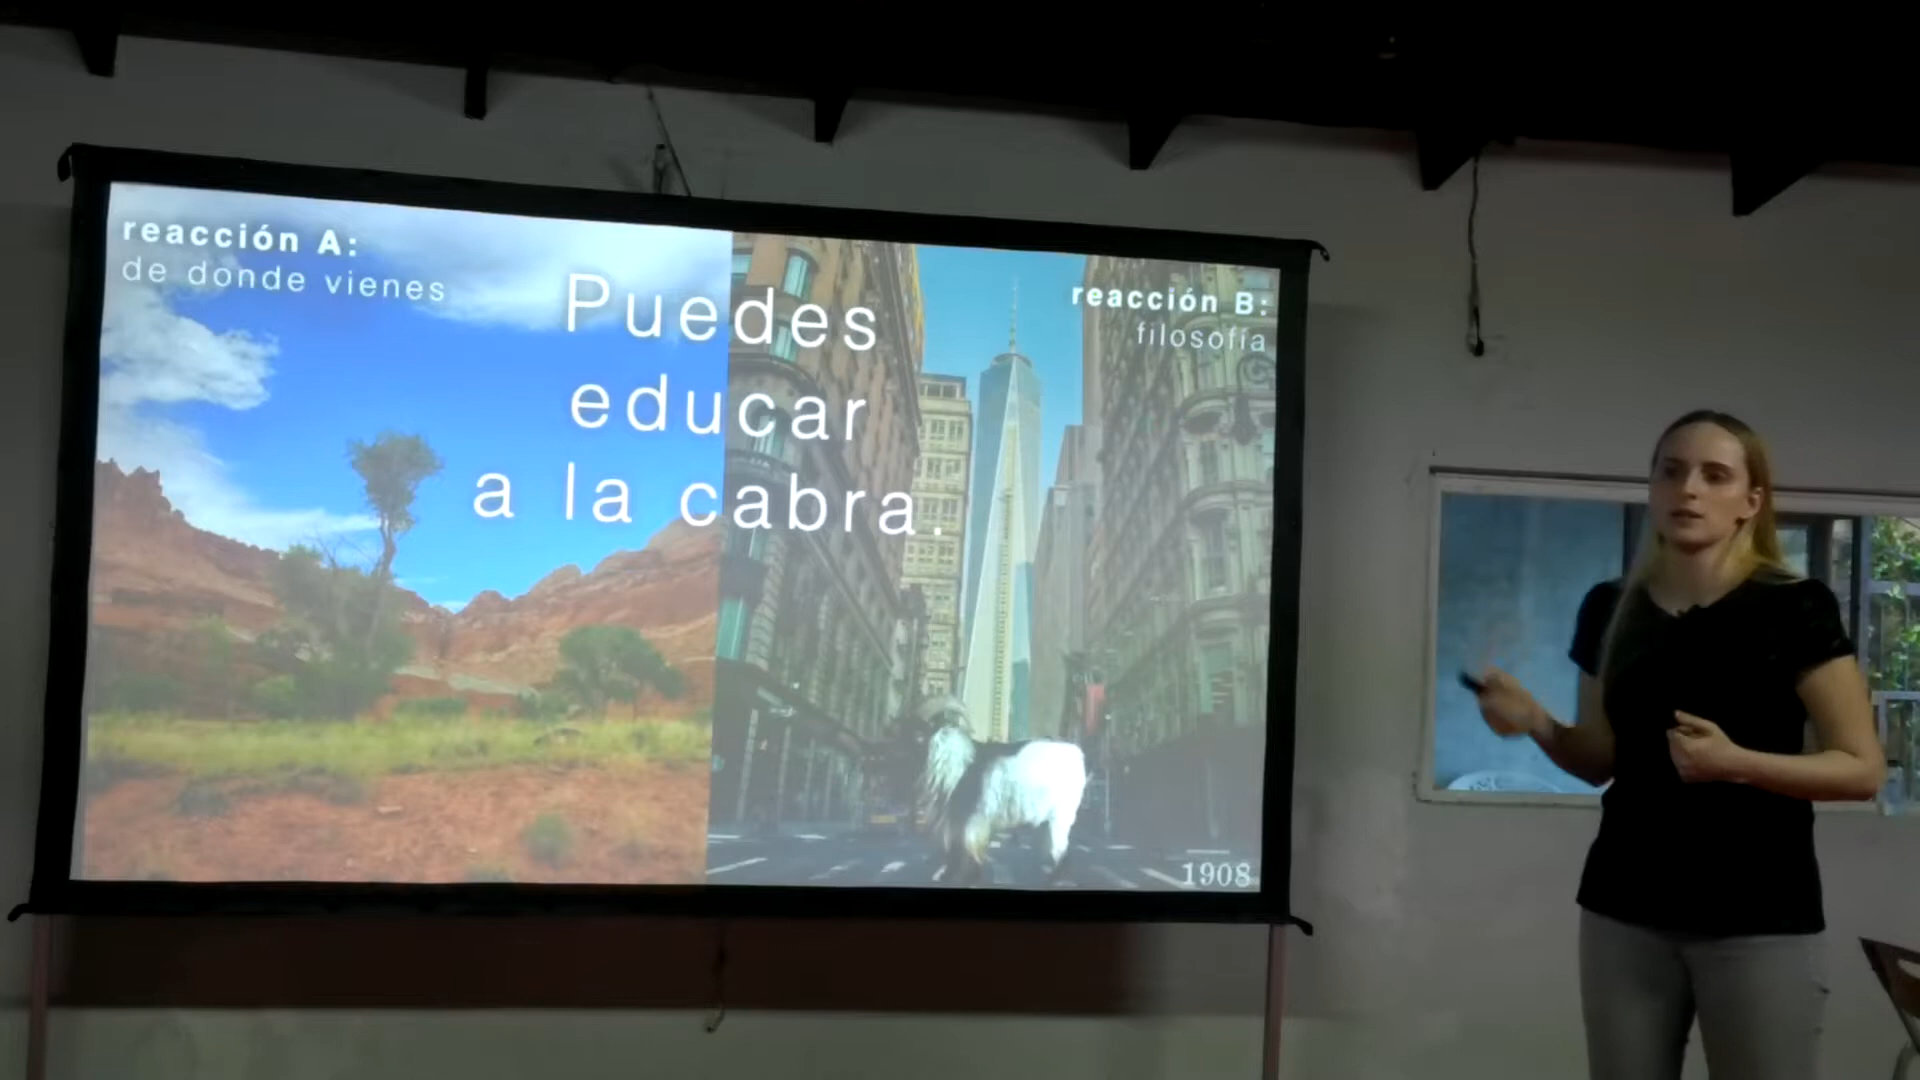 reacción A:
de donde vienes
Puedes
educar
a la cabra.
reacción B:
filosofía
1908